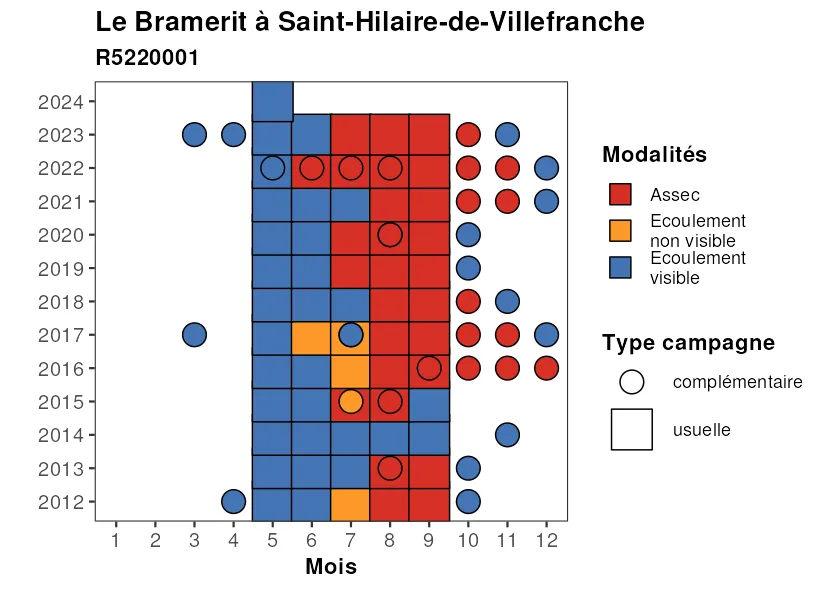 Le Bramerit à Saint-Hilaire-de-Villefranche
R5220001
2024
2023
2022
2021
2020
2019
2018
2017
2016
2015
2014
2013
2012
1 2 3 4 5 6 7 8 9 10 11 12
Mois
Modalités
Assec
Ecoulement
non visible
Ecoulement
visible
Type campagne
complémentaire
usuelle